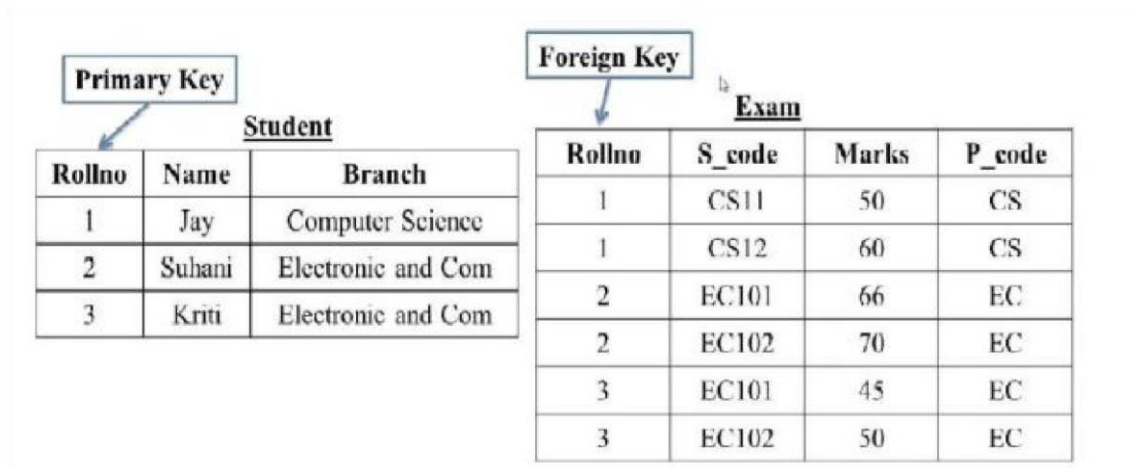 Primary Key
Student
Rollno Name Branch
1 Jay Computer Science
2 Suhani Electronic and Com
3 Kriti Electronic and Com
Foreign Key
Exam
Rollno S_code Marks P_code
1 CS11 50 CS
1 CS12 60 CS
2 EC101 66 EC
2 EC102 70 EC
3 EC101 45 EC
3 EC102 50 EC